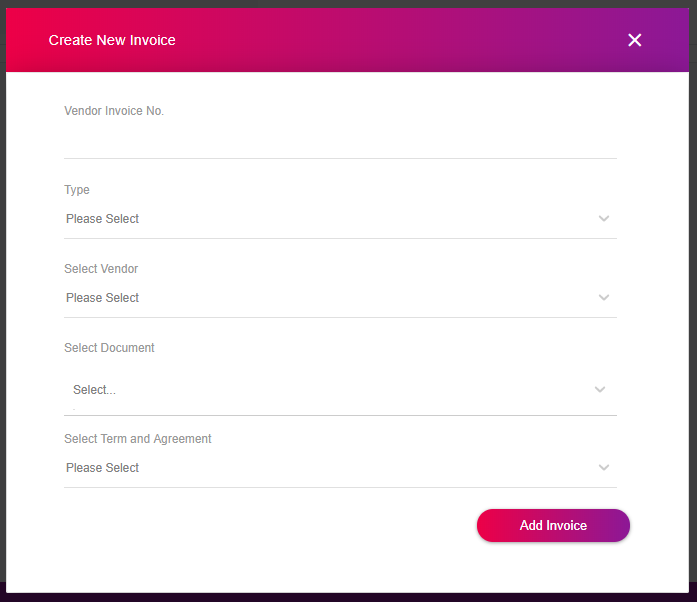 Create New Invoice
Vendor Invoice No.
Type
Please Select
Select Vendor
Please Select
Select Document
Select...
Select Term and Agreement
Please Select
Add Invoice